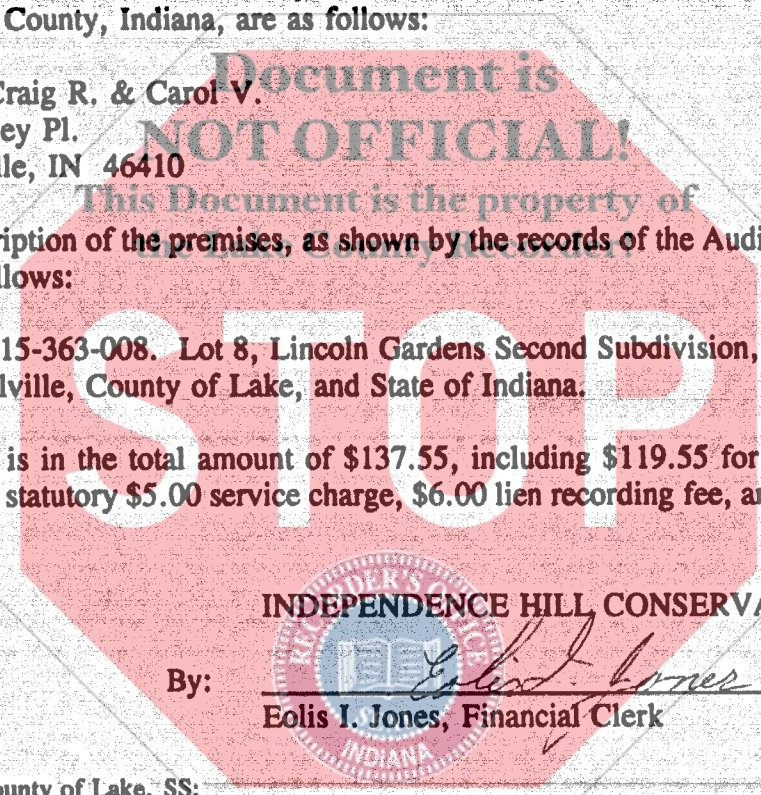 County, Indiana, are as follows:
Document is
Craig R. & Carol V.
ey Pl.
NOT OFFICIAL!
lle, IN 46410
This Document is the property of
ription of the premises, as shown by the records of the Audi
the Lake County Recorder!
llows:
15-363-008. Lot 8, Lincoln Gardens Second Subdivision,
lville, County of Lake, and State of Indiana.
STOP
is in the total amount of $137.55, including $119.55 for
statutory $5.00 service charge, $6.00 lien recording fee, a
RECORDER'S OFFICE
INDEPENDENCE HILL CONSERVA
By: Eolis I. Jones
Eolis I. Jones, Financial Clerk
INDIANA
ounty of Lake, SS: